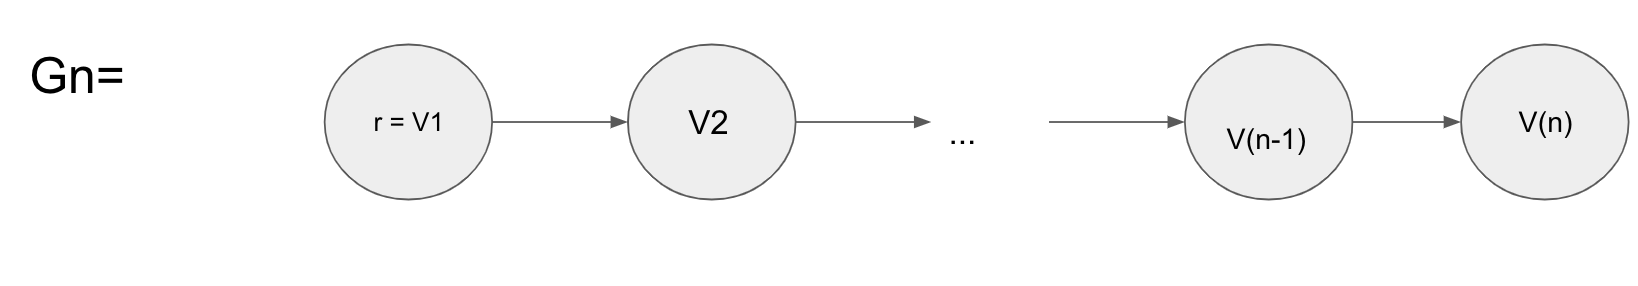 Gn=
r = V1
V2
...
V(n-1)
V(n)